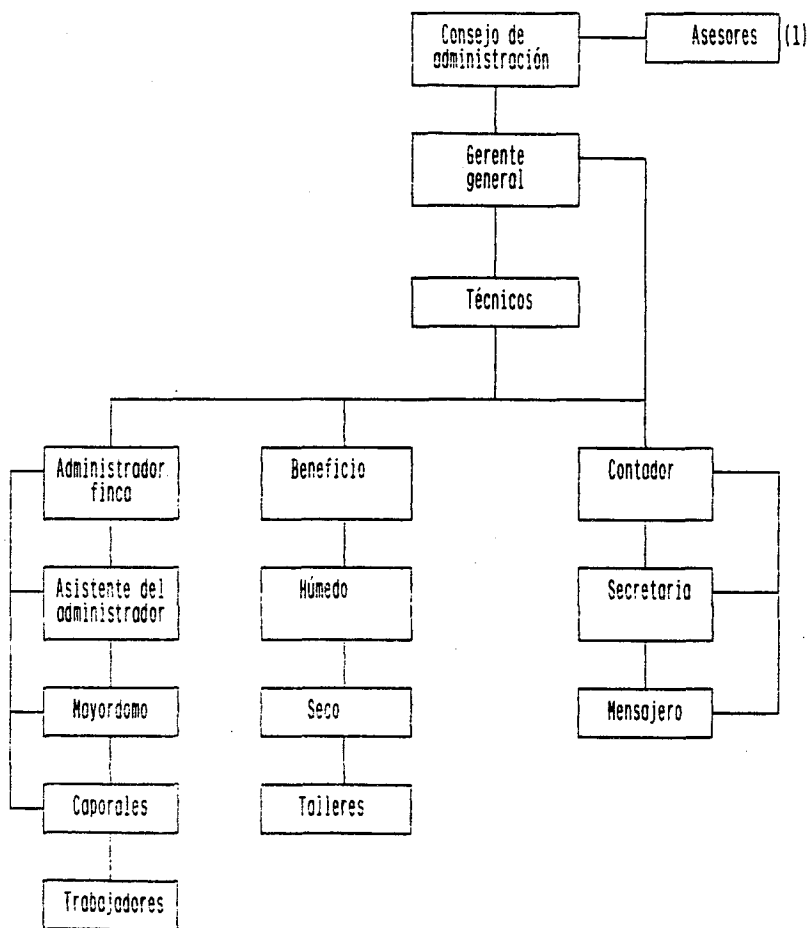 Consejo de
administración
Asesores (1)
Gerente
general
Técnicos
Administrador
finca
Beneficio
Contador
Asistente del
administrador
Húmedo
Secretaria
Mayordomo
Seco
Mensajero
Caporales
Talleres
Trabajadores